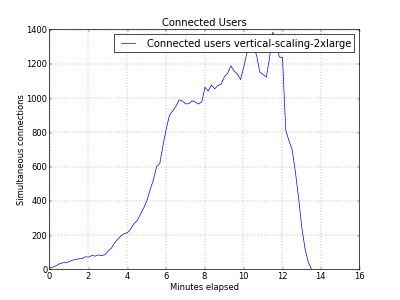 Connected Users
Connected users vertical-scaling-2xlarge
1400
1200
1000
800
600
400
200
0
Simultaneous connections
0 2 4 6 8 10 12 14 16
Minutes elapsed